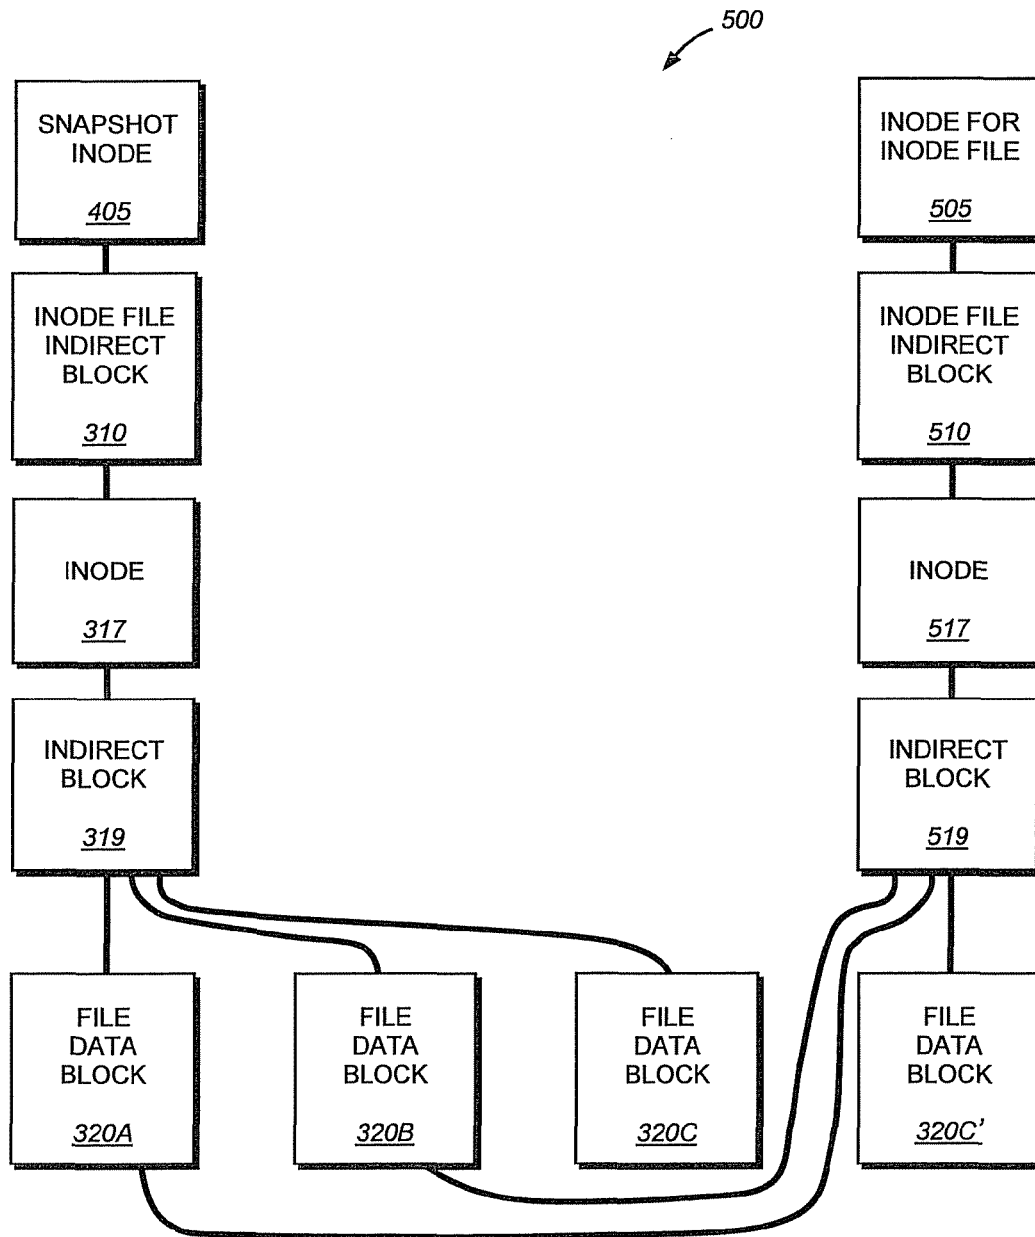 500
SNAPSHOT
INODE
405
INODE FOR
INODE FILE
505
INODE FILE
INDIRECT
BLOCK
310
INODE FILE
INDIRECT
BLOCK
510
INODE
317
INODE
517
INDIRECT
BLOCK
319
INDIRECT
BLOCK
519
FILE
DATA
BLOCK
320A
FILE
DATA
BLOCK
320B
FILE
DATA
BLOCK
320C
FILE
DATA
BLOCK
320C'